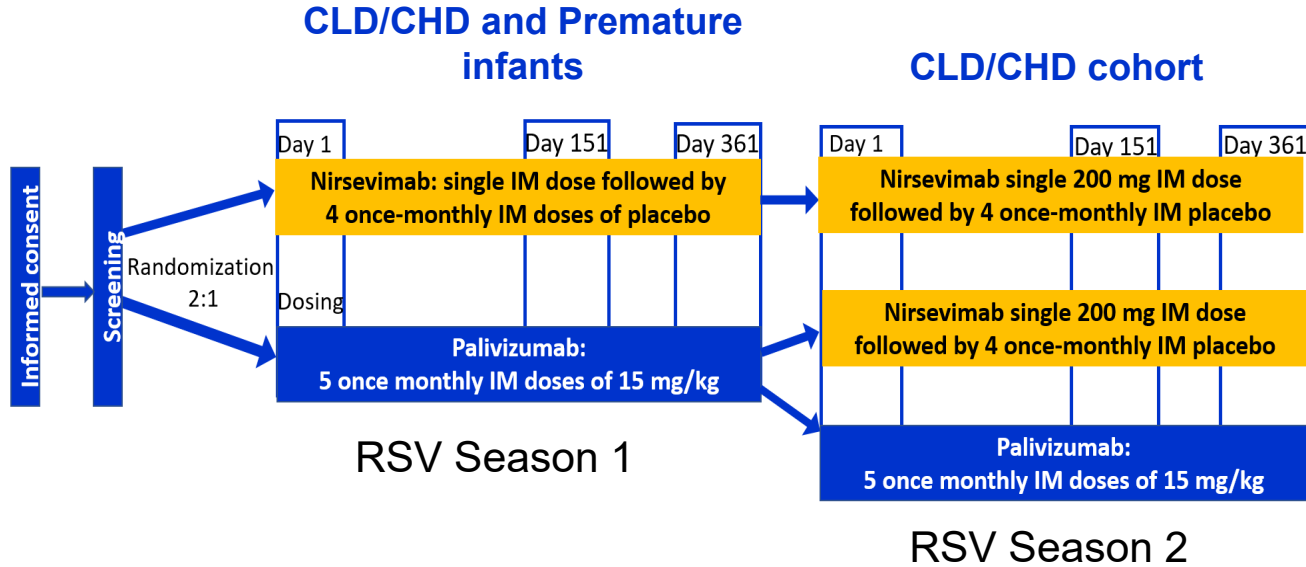 CLD/CHD and Premature
infants
CLD/CHD cohort
Informed consent
Screening
Randomization
2:1
Day 1
Day 151
Day 361
Nirsevimab: single IM dose followed by
4 once-monthly IM doses of placebo
Dosing
Palivizumab:
5 once monthly IM doses of 15 mg/kg
RSV Season 1
Day 1
Day 151
Day 361
Nirsevimab single 200 mg IM dose
followed by 4 once-monthly IM placebo
Nirsevimab single 200 mg IM dose
followed by 4 once-monthly IM placebo
Palivizumab:
5 once monthly IM doses of 15 mg/kg
RSV Season 2